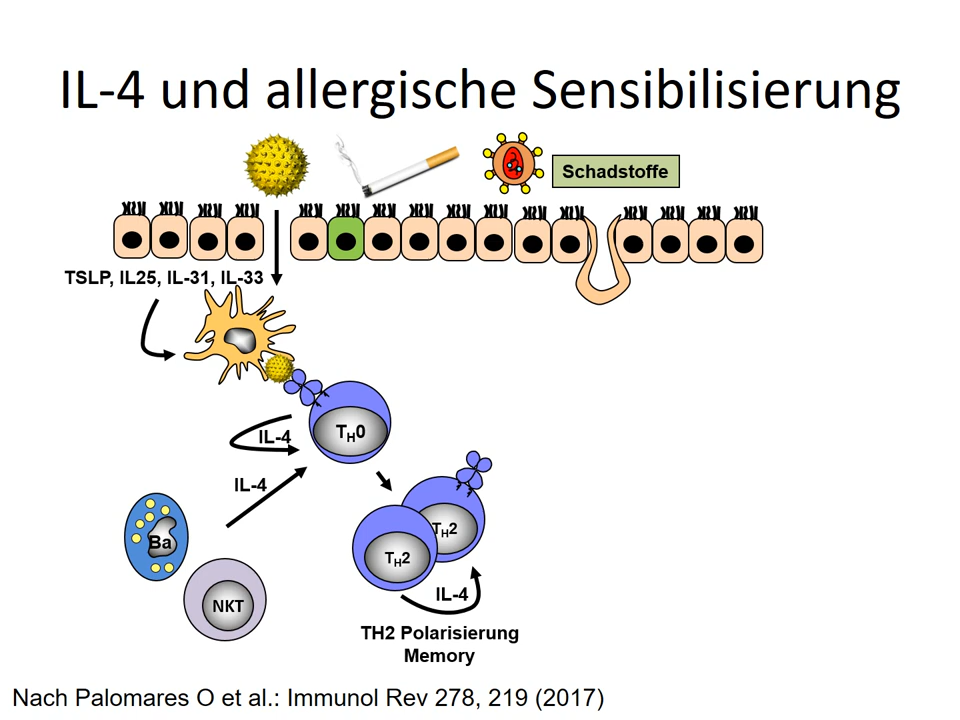 IL-4 und allergische Sensibilisierung
Schadstoffe
TSLP, IL25, IL-31, IL-33
TH0
IL-4
IL-4
Ba
NKT
TH2
TH2
IL-4
TH2 Polarisierung
Memory
Nach Palomares O et al.: Immunol Rev 278, 219 (2017)